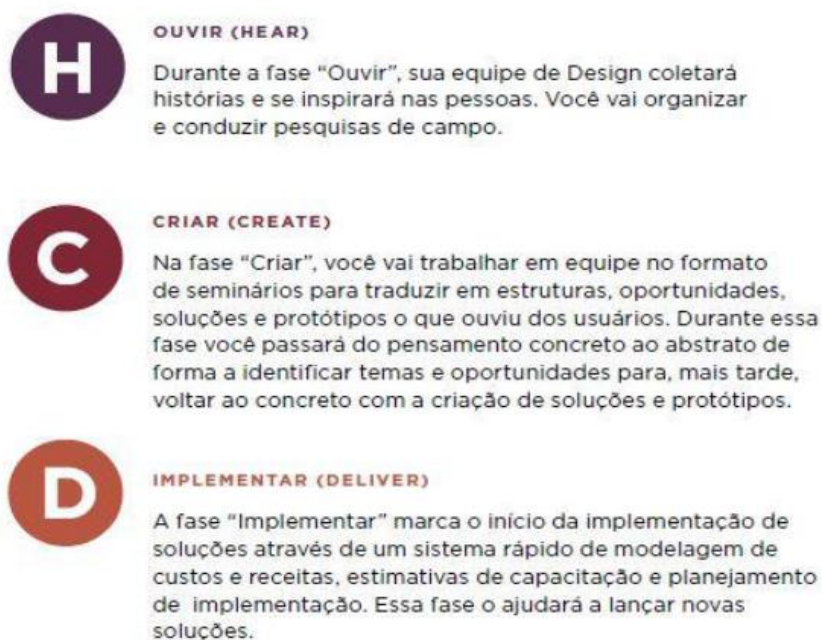 H
OUVIR (HEAR)
Durante a fase “Ouvir”, sua equipe de Design coletará
histórias e se inspirará nas pessoas. Você vai organizar
e conduzir pesquisas de campo.
C
CRIAR (CREATE)
Na fase “Criar”, você vai trabalhar em equipe no formato
de seminários para traduzir em estruturas, oportunidades,
soluções e protótipos o que ouviu dos usuários. Durante essa
fase você passará do pensamento concreto ao abstrato de
forma a identificar temas e oportunidades para, mais tarde,
voltar ao concreto com a criação de soluções e protótipos.
D
IMPLEMENTAR (DELIVER)
A fase “Implementar” marca o início da implementação de
soluções através de um sistema rápido de modelagem de
custos e receitas, estimativas de capacitação e planejamento
de implementação. Essa fase o ajudará a lançar novas
soluções.